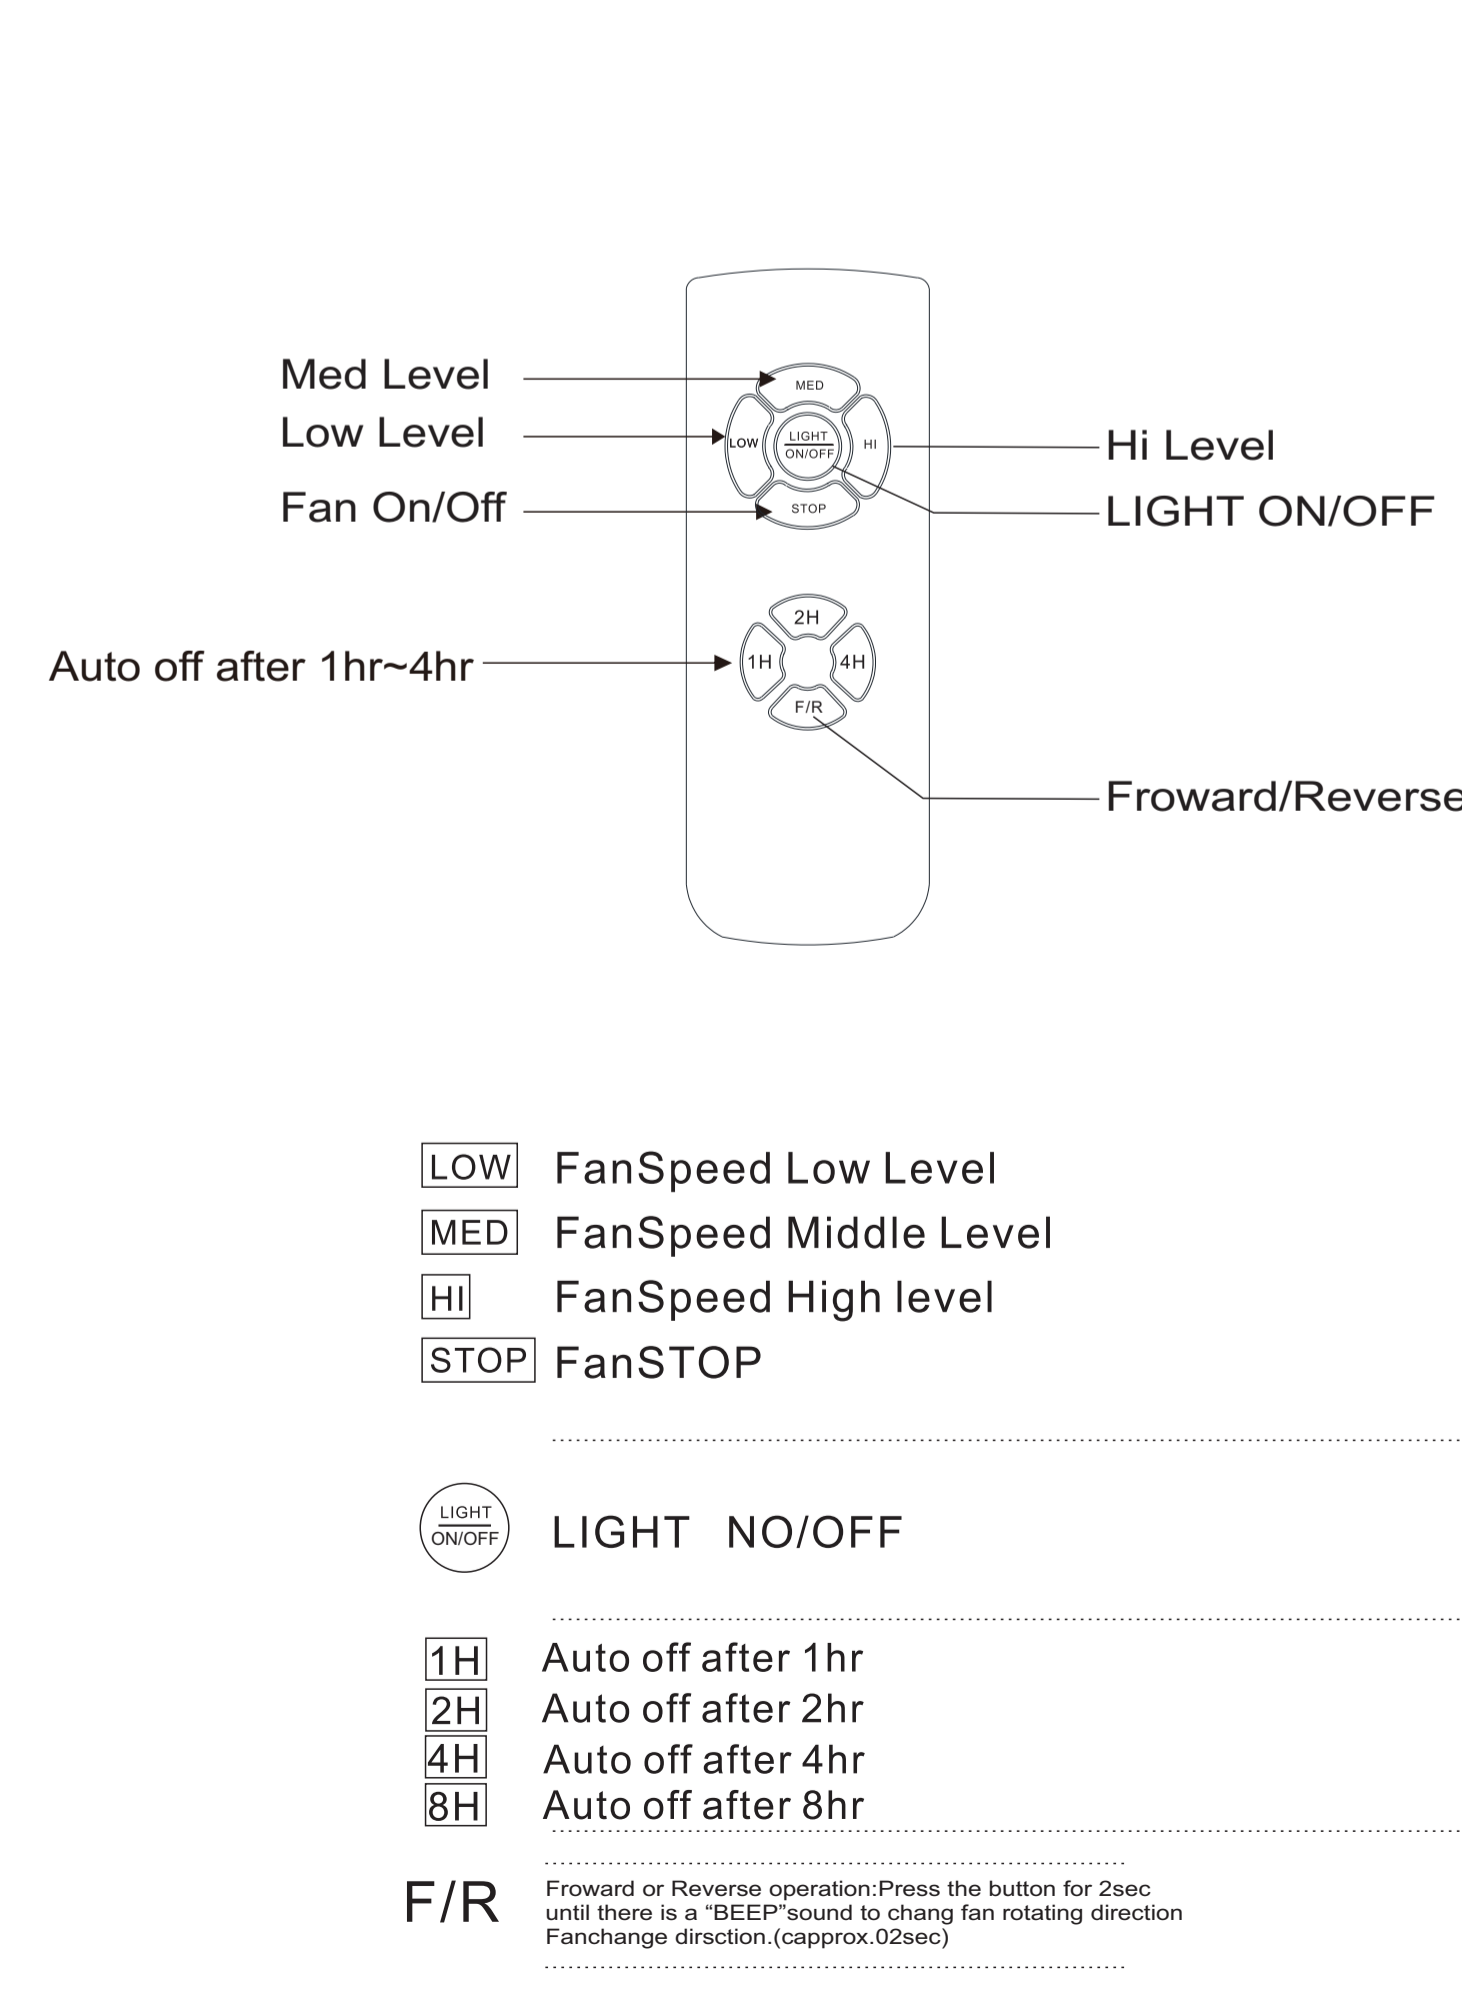 Med Level
Low Level
Fan On/Off
Auto off after 1hr~4hr
MED
LOW
LIGHT
ON/OFF
HI
STOP
2H
1H
4H
F/R
Hi Level
LIGHT ON/OFF
Froward/Reverse
LOW FanSpeed Low Level
MED FanSpeed Middle Level
HI FanSpeed High level
STOP FanSTOP
LIGHT
ON/OFF
LIGHT NO/OFF
1H Auto off after 1hr
2H Auto off after 2hr
4H Auto off after 4hr
8H Auto off after 8hr
F/R
Froward or Reverse operation:Press the button for 2sec
until there is a “BEEP”sound to chang fan rotating direction
Fanchange dirsction.(capprox.02sec)